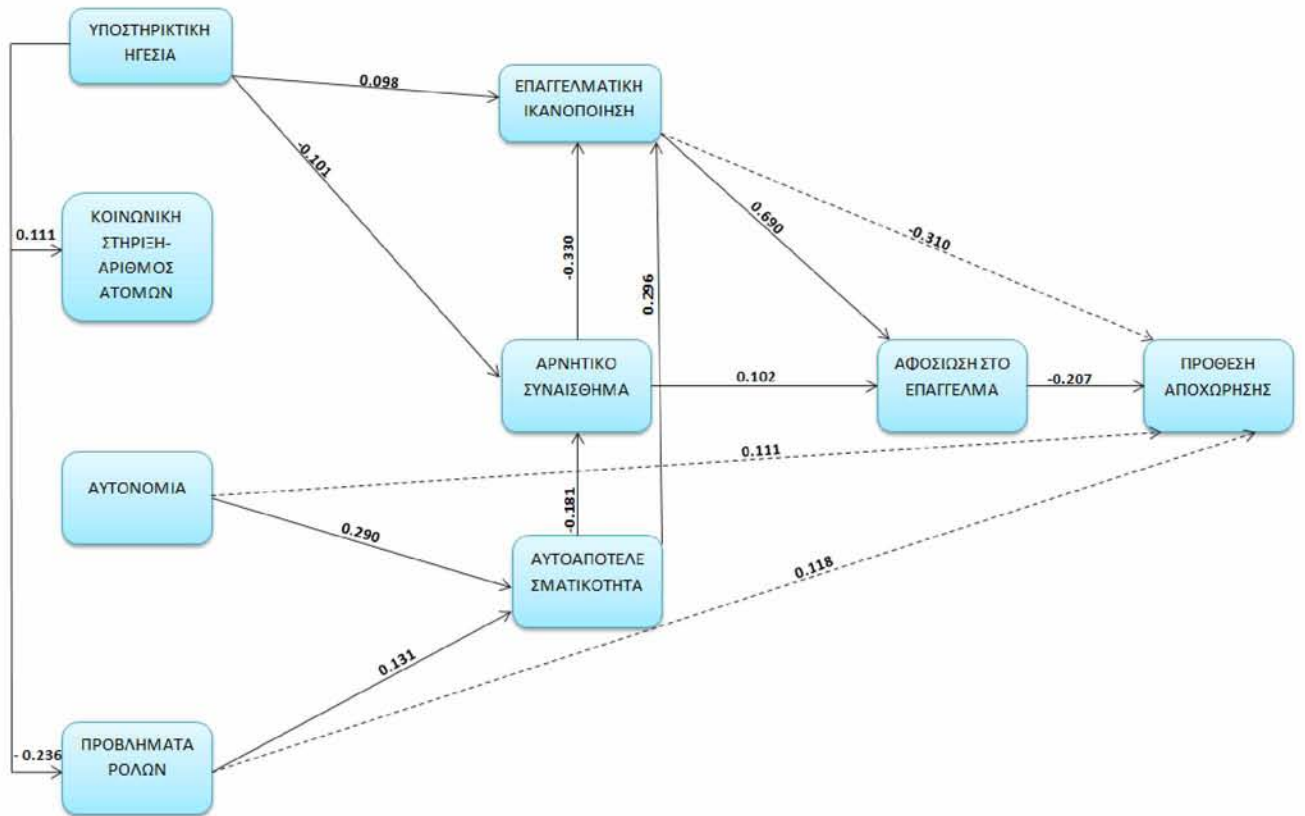 ΥΠΟΣΤΗΡΙΚΤΙΚΗ
ΗΓΕΣΙΑ
0.098
ΕΠΑΓΓΕΛΜΑΤΙΚΗ
ΙΚΑΝΟΠΟΙΗΣΗ
-0.101
0.111
ΚΟΙΝΩΝΙΚΗ
ΣΤΗΡΙΞΗ-
ΑΡΙΘΜΟΣ
ΑΤΟΜΩΝ
-0.330
0.296
0.690
-0.310
ΑΡΝΗΤΙΚΟ
ΣΥΝΑΙΣΘΗΜΑ
0.102
ΑΦΟΣΙΩΣΗ ΣΤΟ
ΕΠΑΓΓΕΛΜΑ
-0.207
ΠΡΟΘΕΣΗ
ΑΠΟΧΩΡΗΣΗΣ
ΑΥΤΟΝΟΜΙΑ
0.111
0.290
-0.181
ΑΥΤΟΑΠΟΤΕΛΕ
ΣΜΑΤΙΚΟΤΗΤΑ
0.118
0.131
- 0.236
ΠΡΟΒΛΗΜΑΤΑ
ΡΟΛΩΝ